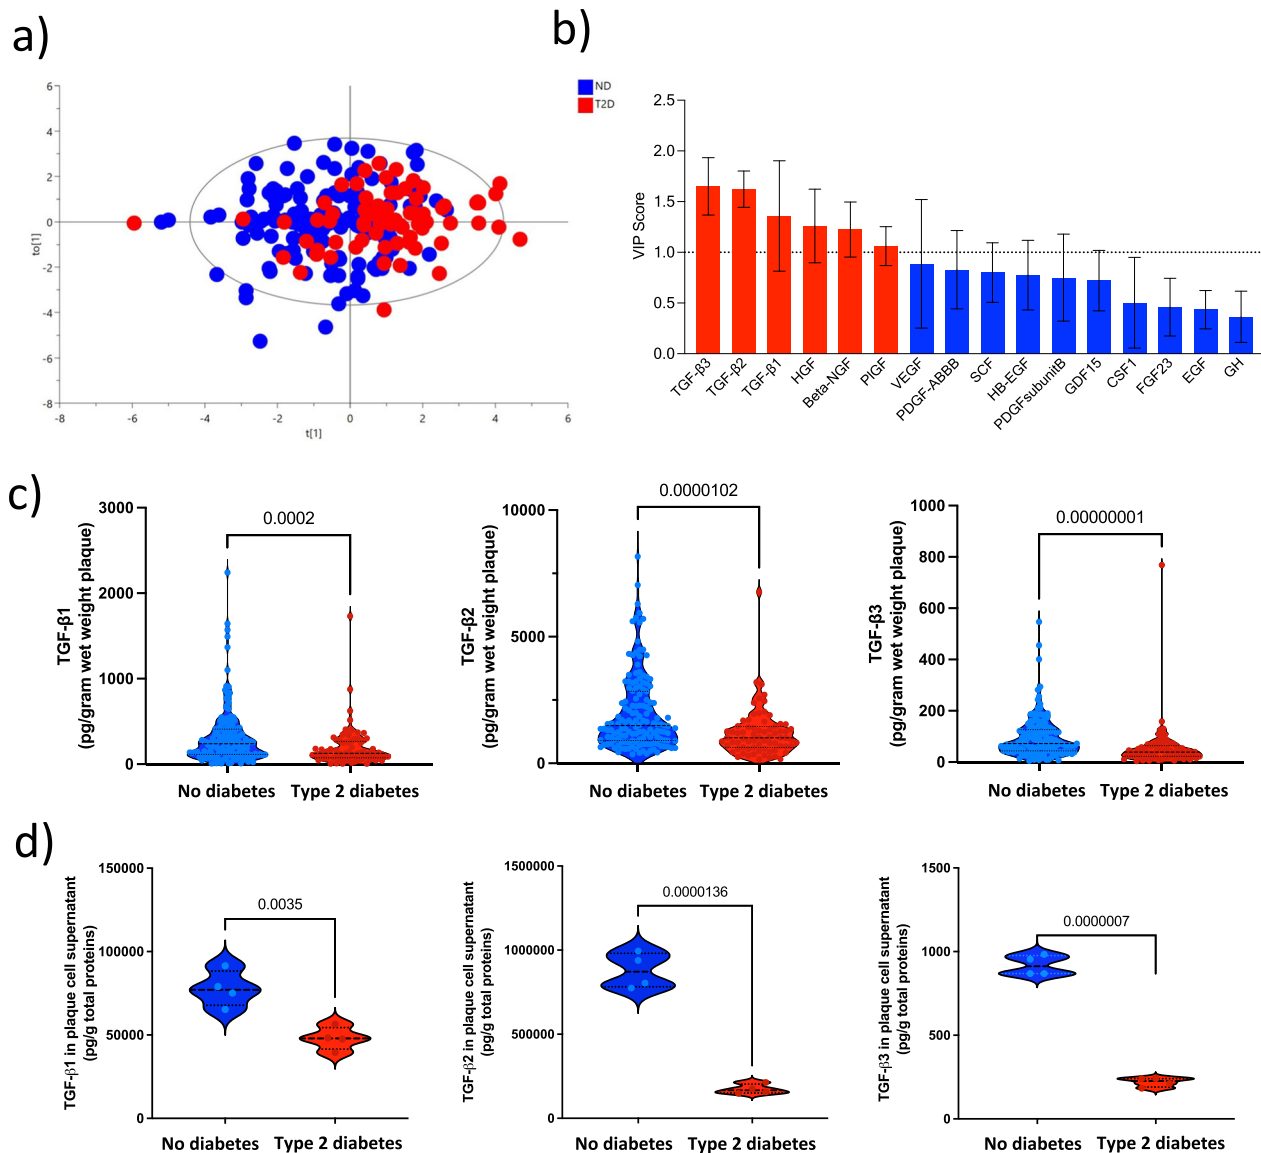 a)
b)
ND
T2D
6
4
2
0
-2
-4
-6
-8
to[1]
-8
-6
-4
-2
0
2
4
6
t[1]
2.5
2.0
1.5
1.0
0.5
0.0
VIP Score
TGF-β3
TGF-β2
TGF-β1
HGF
Beta-NGF
PlGF
VEGF
PDGF-ABBB
SCF
HB-EGF
PDGFsubunitB
GDF15
CSF1
FGF23
EGF
GH
c)
TGF-β1
(pg/gram wet weight plaque)
3000
2000
1000
0
0.0002
No diabetes
Type 2 diabetes
TGF-β2
(pg/gram wet weight plaque)
10000
5000
0
0.0000102
No diabetes
Type 2 diabetes
TGF-β3
(pg/gram wet weight plaque)
1000
800
600
400
200
0
0.00000001
No diabetes
Type 2 diabetes
d)
TGF-β1 in plaque cell supernatant
(pg/g total proteins)
150000
100000
50000
0
0.0035
No diabetes
Type 2 diabetes
TGF-β2 in plaque cell supernatant
(pg/g total proteins)
1500000
1000000
500000
0
0.0000136
No diabetes
Type 2 diabetes
TGF-β3 in plaque cell supernatant
(pg/g total proteins)
1500
1000
500
0
0.0000007
No diabetes
Type 2 diabetes